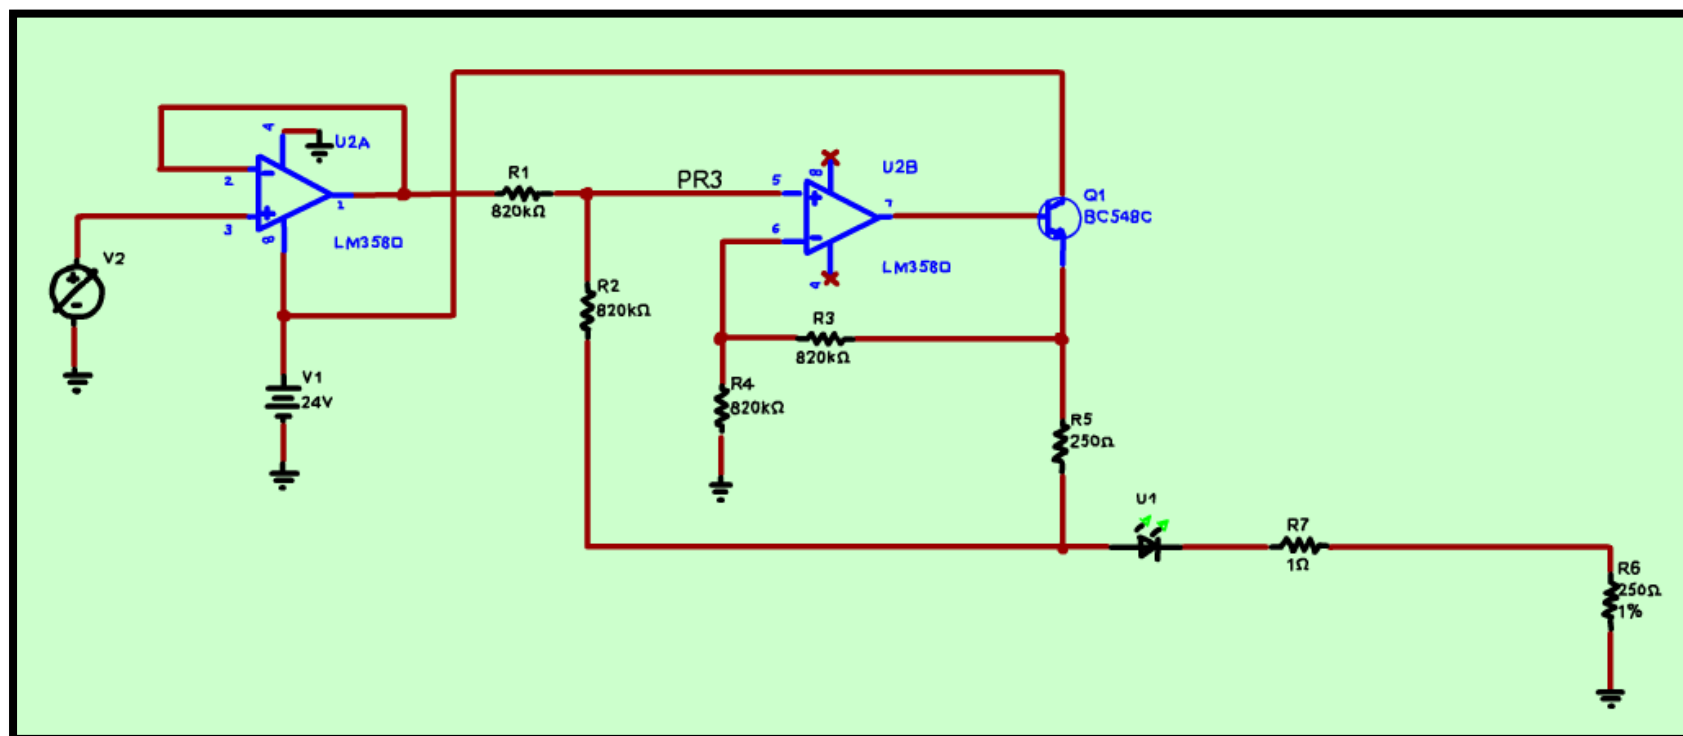 4
U2A
2
3
8
1
LM358D
V2
V1
24V
R1
820kΩ
PR3
R2
820kΩ
5
6
8
4
7
U2B
LM358D
Q1
BC548C
R3
820kΩ
R4
820kΩ
R5
250Ω
U1
R7
1Ω
R6
250Ω
1%